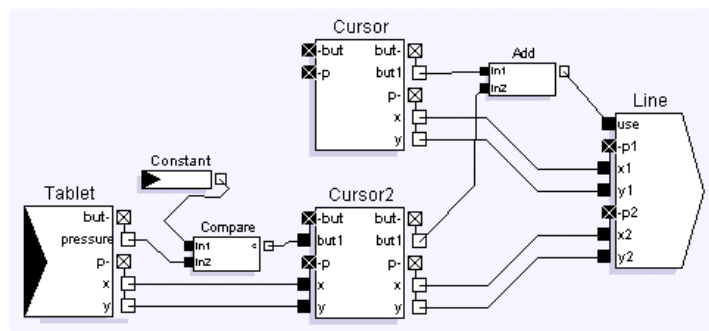 Cursor
-but but-
but1
-p
p-
x
y
Add
in1
in2
Line
use
-p1
x1
y1
-p2
x2
y2
Constant
Tablet
but-
pressure
p-
x
y
Compare
in1 <
in2
Cursor2
-but but-
but1 but1
-p p-
x x
y y